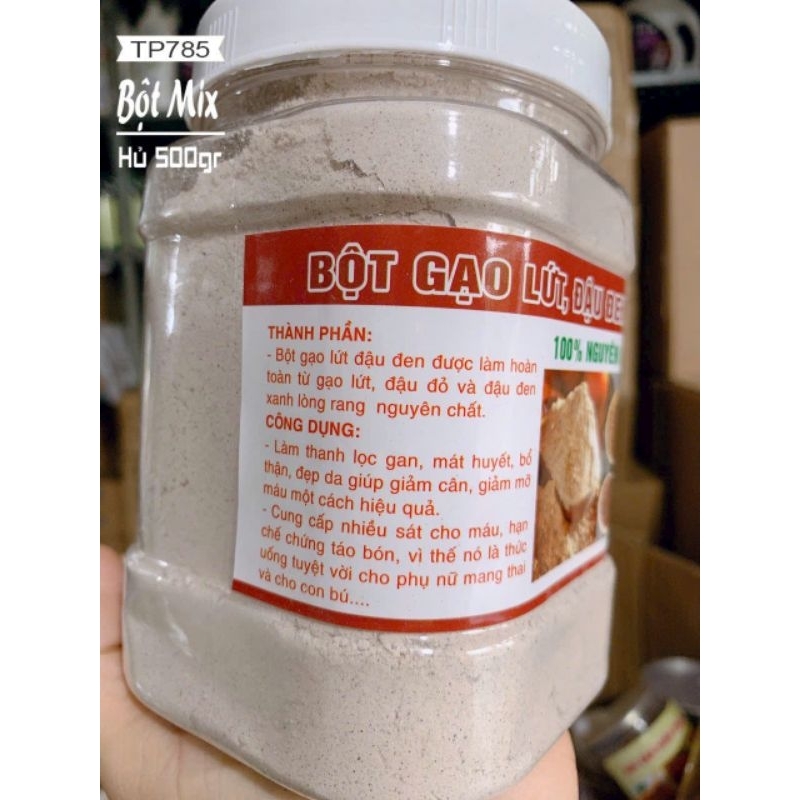 TP785
Bột Mix
Hủ 500gr
BỘT GẠO LỨT, ĐẬU ĐE
100% NGUYÊN
THÀNH PHẦN:
- Bột gạo lứt đậu đen được làm hoàn
toàn từ gạo lứt, đậu đỏ và đậu đen
xanh lòng rang nguyên chất.
CÔNG DỤNG:
- Làm thanh lọc gan, mát huyết, bổ
thận, đẹp da giúp giảm cân, giảm mỡ
máu một cách hiệu quả.
- Cung cấp nhiều sát cho máu, hạn
chế chứng táo bón, vì thế nó là thức
uống tuyệt vời cho phụ nữ mang thai
và cho con bú....